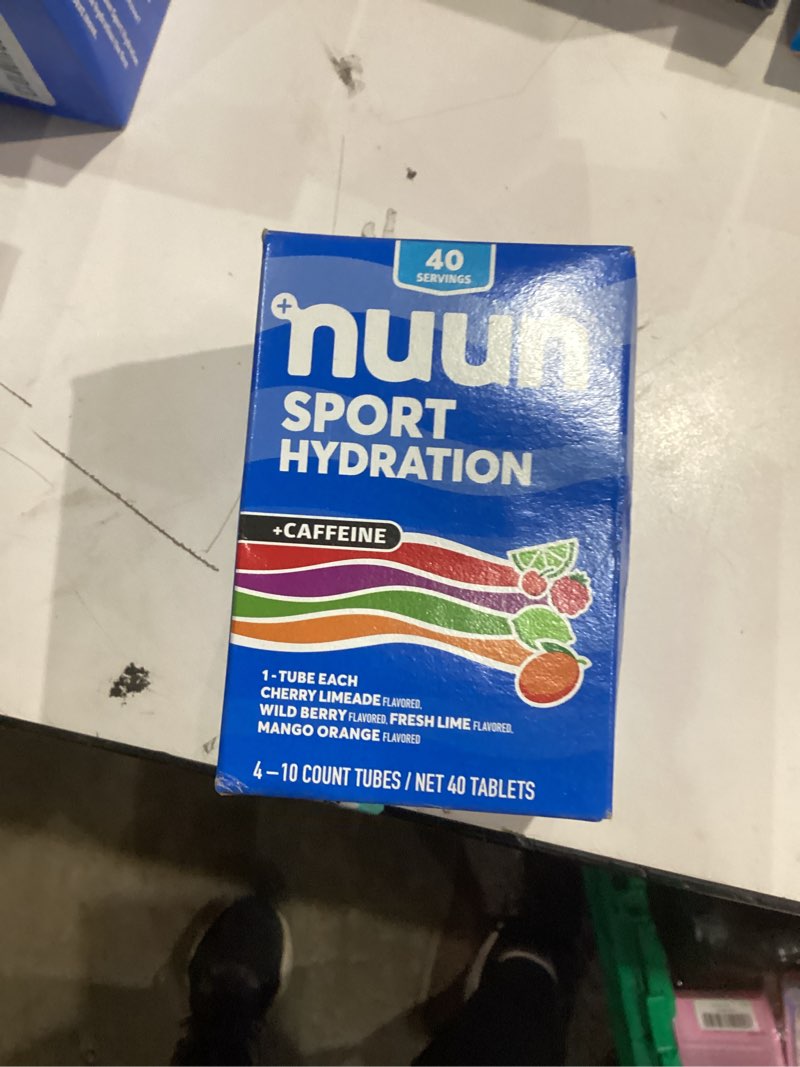 40
SERVINGS
nuun
SPORT
HYDRATION
+CAFFEINE
1-TUBE EACH
CHERRY LIMEADE FLAVORED,
WILD BERRY FLAVORED, FRESH LIME FLAVORED,
MANGO ORANGE FLAVORED
4–10 COUNT TUBES / NET 40 TABLETS